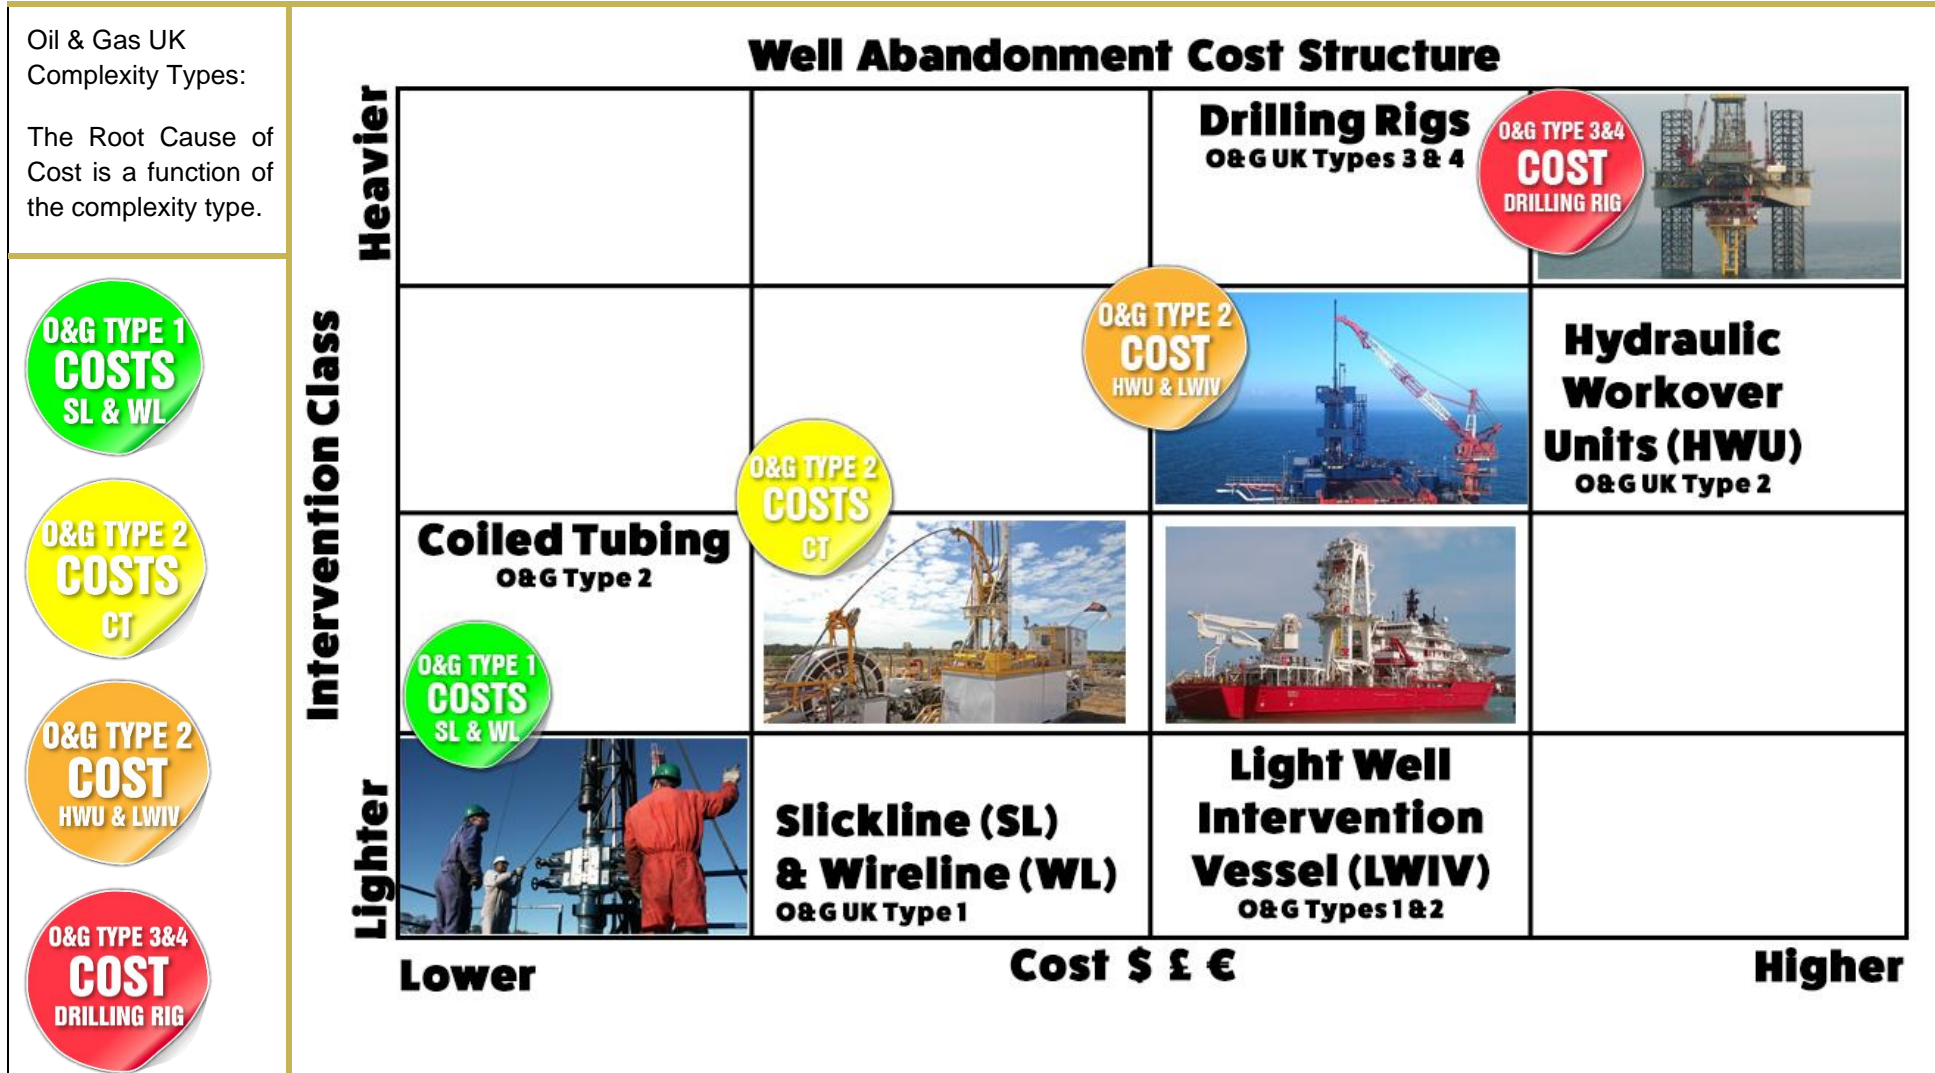 Oil & Gas UK
Complexity Types:
The Root Cause of
Cost is a function of
the complexity type.
O&G TYPE 1
COSTS
SL & WL
O&G TYPE 2
COSTS
CT
O&G TYPE 2
COST
HWU & LWIV
O&G TYPE 3&4
COST
DRILLING RIG
Well Abandonment Cost Structure
Heavier
Intervention Class
Lighter
Drilling Rigs
O&G UK Types 3 & 4
O&G TYPE 3&4
COST
DRILLING RIG
O&G TYPE 2
COST
HWU & LWIV
Hydraulic
Workover
Units (HWU)
O&G UK Type 2
O&G TYPE 2
COSTS
CT
Coiled Tubing
O&G Type 2
O&G TYPE 1
COSTS
SL & WL
Slickline (SL)
& Wireline (WL)
O&G UK Type 1
Light Well
Intervention
Vessel (LWIV)
O&G Types 1 & 2
Lower
Cost $ £ €
Higher